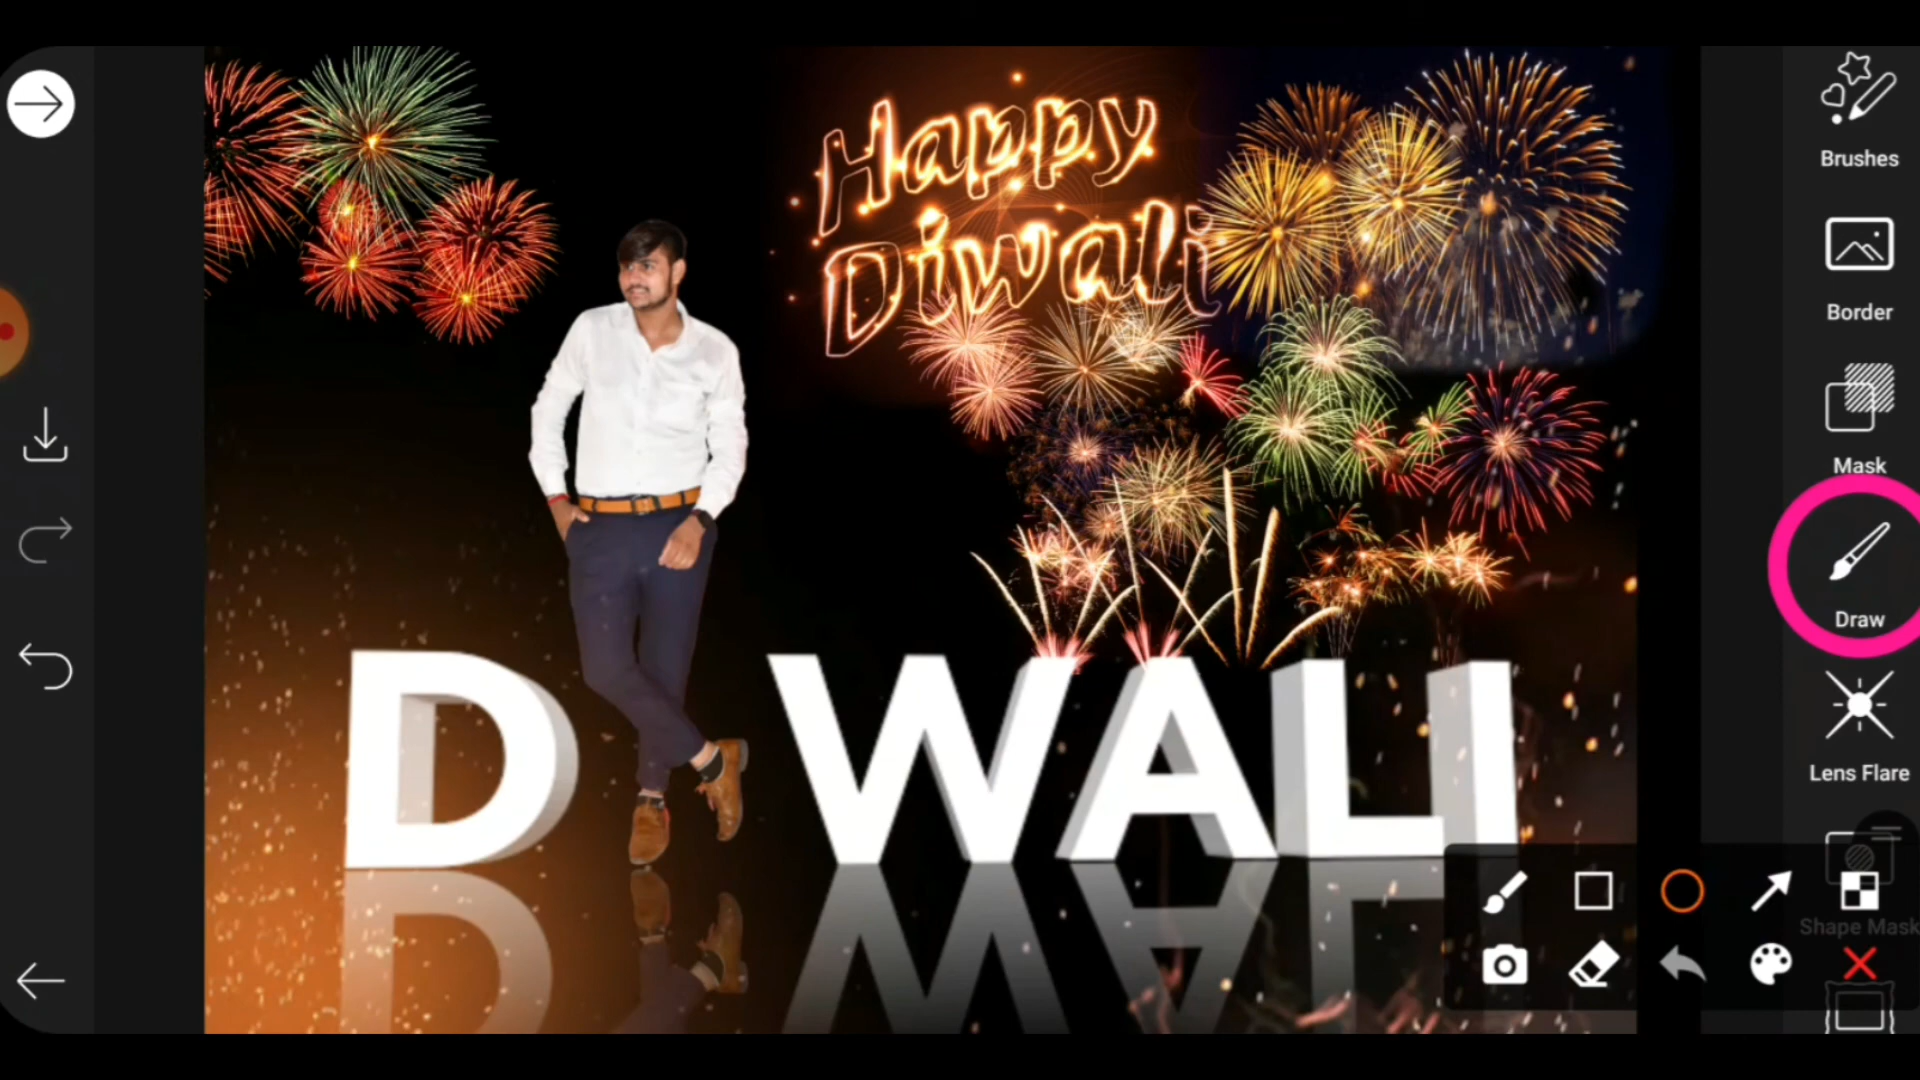 Happy
Diwali
D WALI
Brushes
Border
Mask
Draw
Lens Flare
Shape Mask